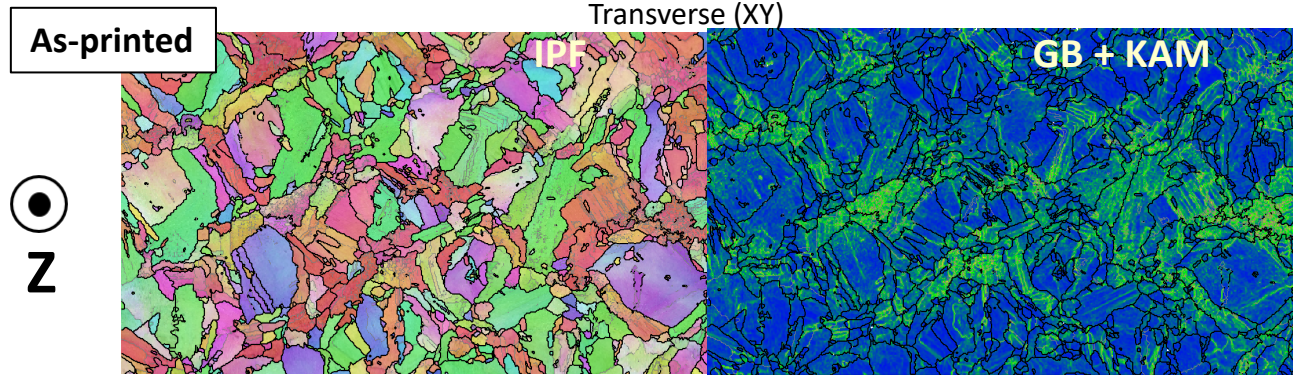 Transverse (XY)
As-printed
IPF
GB + KAM
Z